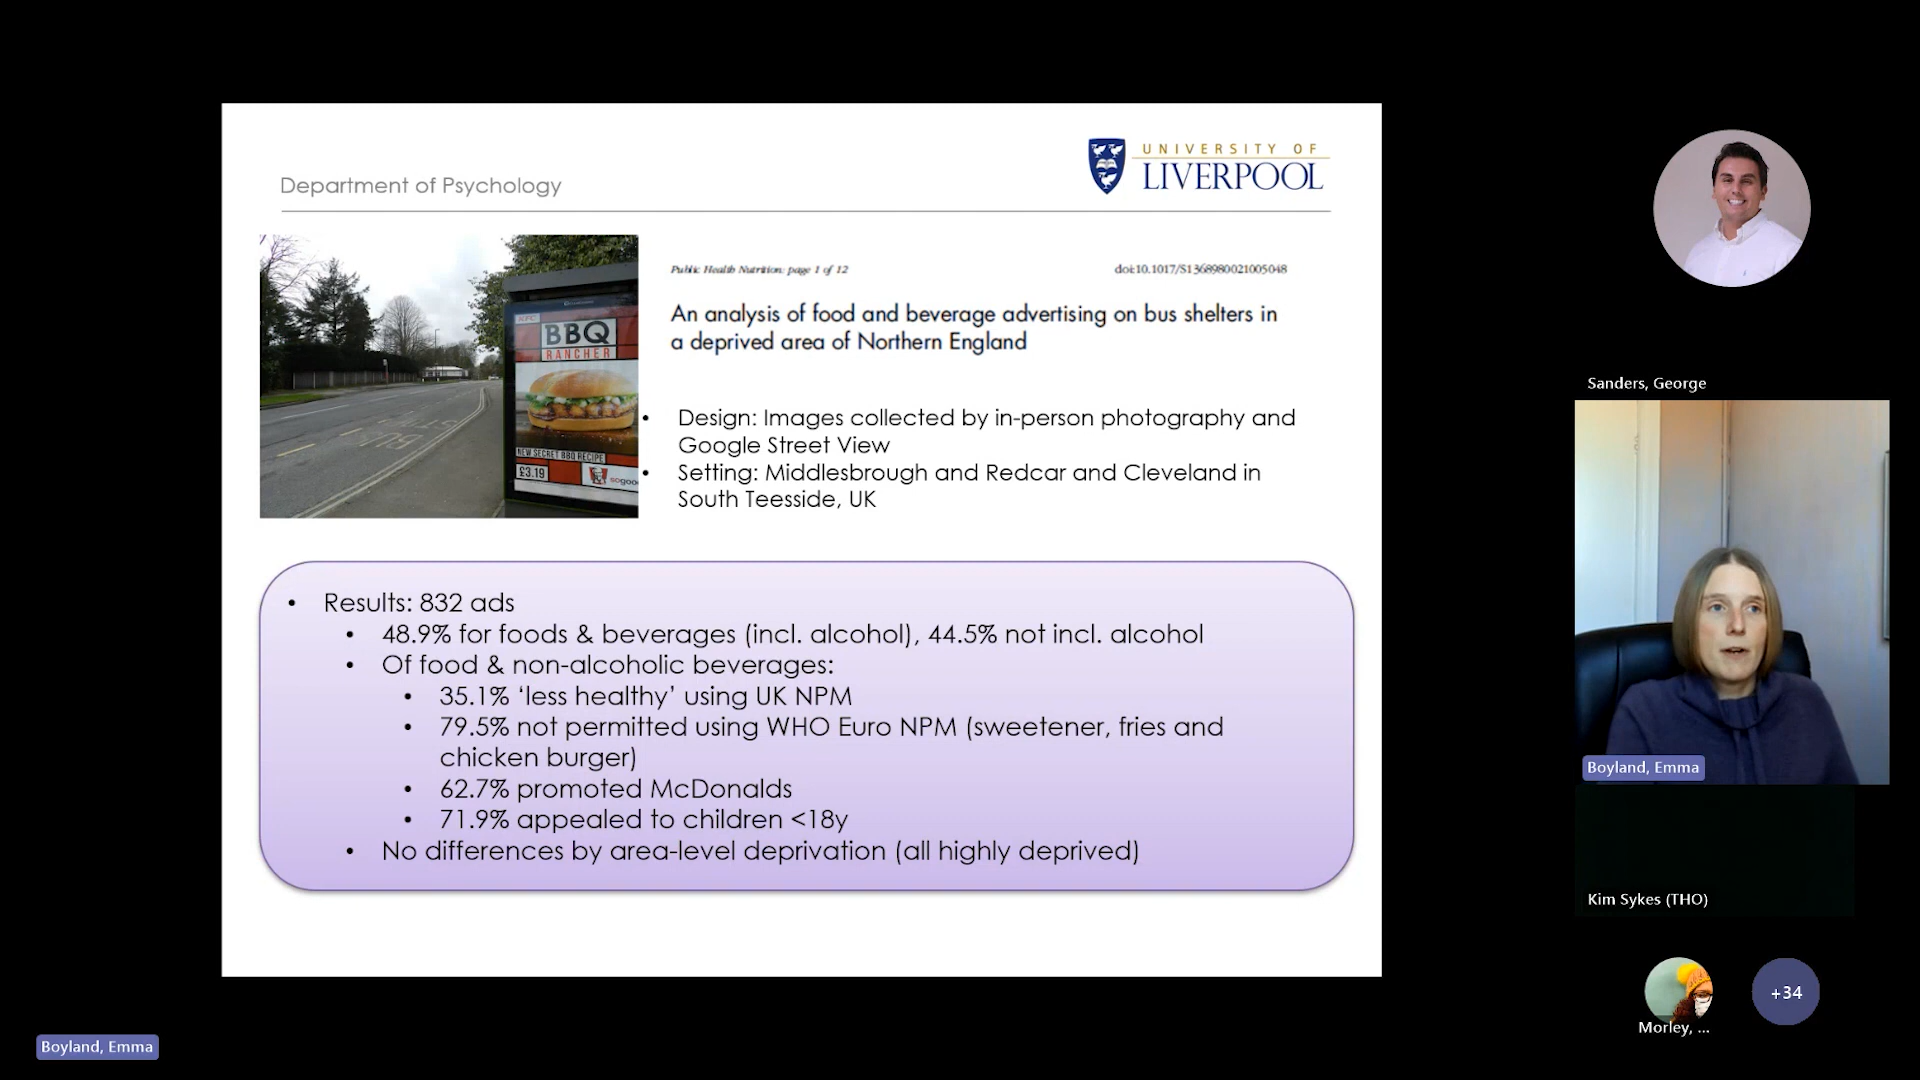 Department of Psychology
UNIVERSITY OF
LIVERPOOL
BBQ
RANCHER
NEW SECRET BBQ RECIPE
£3.19
sogoo
Public Health Nutrition: page 1 of 12
doi:10.1017/S1368980021005048
An analysis of food and beverage advertising on bus shelters in
a deprived area of Northern England
• Design: Images collected by in-person photography and
Google Street View
• Setting: Middlesbrough and Redcar and Cleveland in
South Teesside, UK
• Results: 832 ads
• 48.9% for foods & beverages (incl. alcohol), 44.5% not incl. alcohol
• Of food & non-alcoholic beverages:
• 35.1% ‘less healthy’ using UK NPM
• 79.5% not permitted using WHO Euro NPM (sweetener, fries and
chicken burger)
• 62.7% promoted McDonalds
• 71.9% appealed to children <18y
• No differences by area-level deprivation (all highly deprived)
Sanders, George
Boyland, Emma
Kim Sykes (THO)
Morley, ...
+34
Boyland, Emma